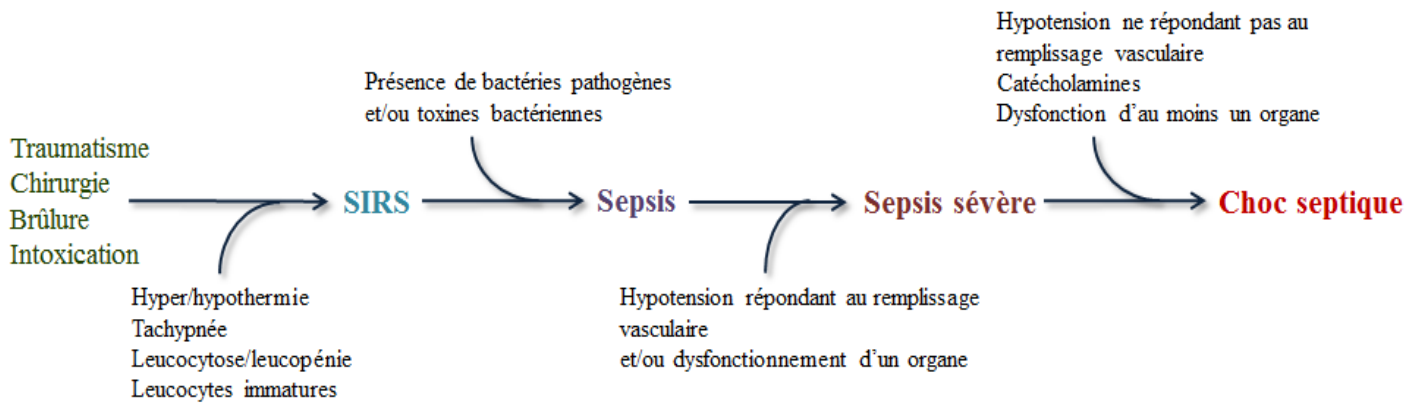 Traumatisme
Chirurgie
Brûlure
Intoxication
Hyper/hypothermie
Tachypnée
Leucocytose/leucopénie
Leucocytes immatures
SIRS
Présence de bactéries pathogènes
et/ou toxines bactériennes
Sepsis
Hypotension répondant au remplissage
vasculaire
et/ou dysfonctionnement d'un organe
Sepsis sévère
Hypotension ne répondant pas au
remplissage vasculaire
Catécholamines
Dysfonction d'au moins un organe
Choc septique